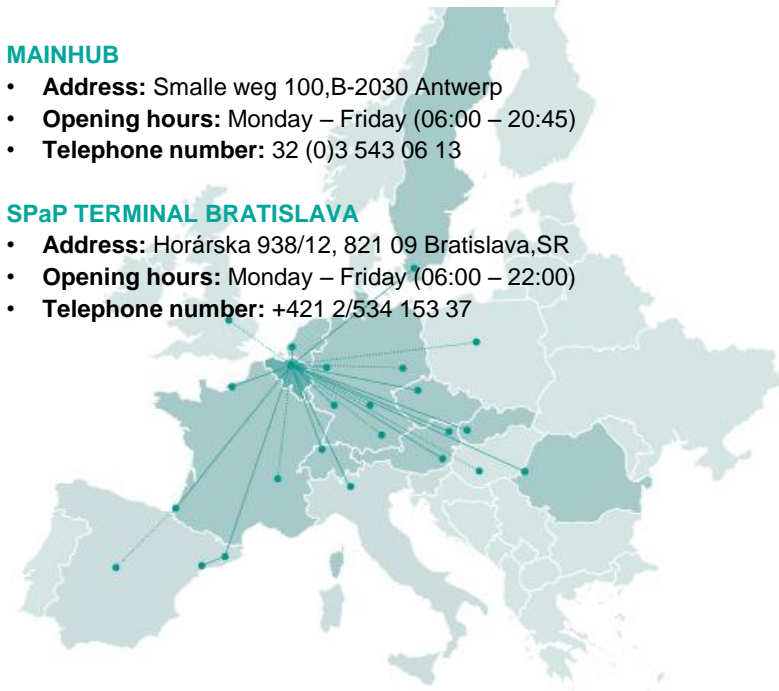 MAINHUB
• Address: Smalle weg 100,B-2030 Antwerp
• Opening hours: Monday – Friday (06:00 – 20:45)
• Telephone number: 32 (0)3 543 06 13
SPaP TERMINAL BRATISLAVA
• Address: Horárska 938/12, 821 09 Bratislava,SR
• Opening hours: Monday – Friday (06:00 – 22:00)
• Telephone number: +421 2/534 153 37